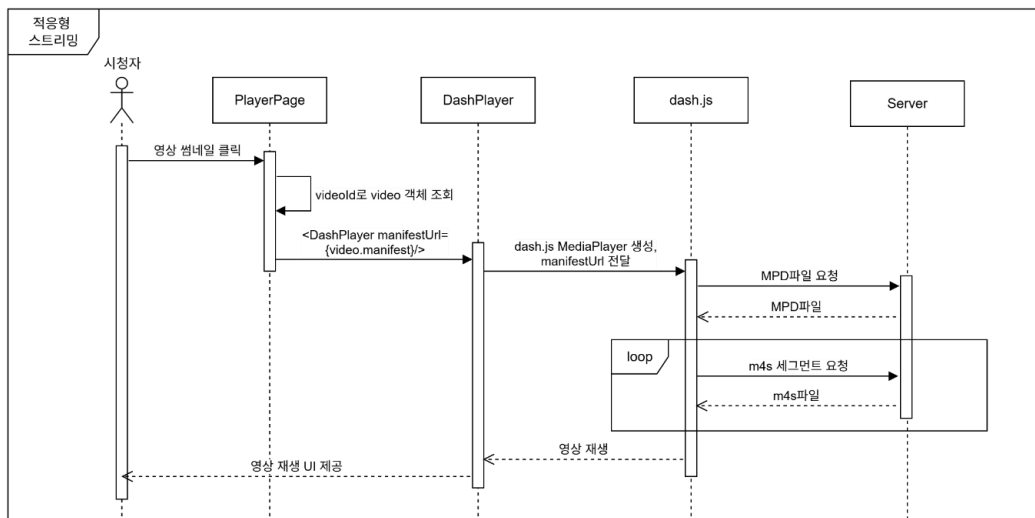 적응형
스트리밍
시청자
PlayerPage
DashPlayer
dash.js
Server
영상 썸네일 클릭
videoId로 video 객체 조회
<DashPlayer manifestUrl=
{video.manifest}/>
dash.js MediaPlayer 생성,
manifestUrl 전달
MPD파일 요청
MPD파일
loop
m4s 세그먼트 요청
m4s파일
영상 재생
영상 재생 UI 제공